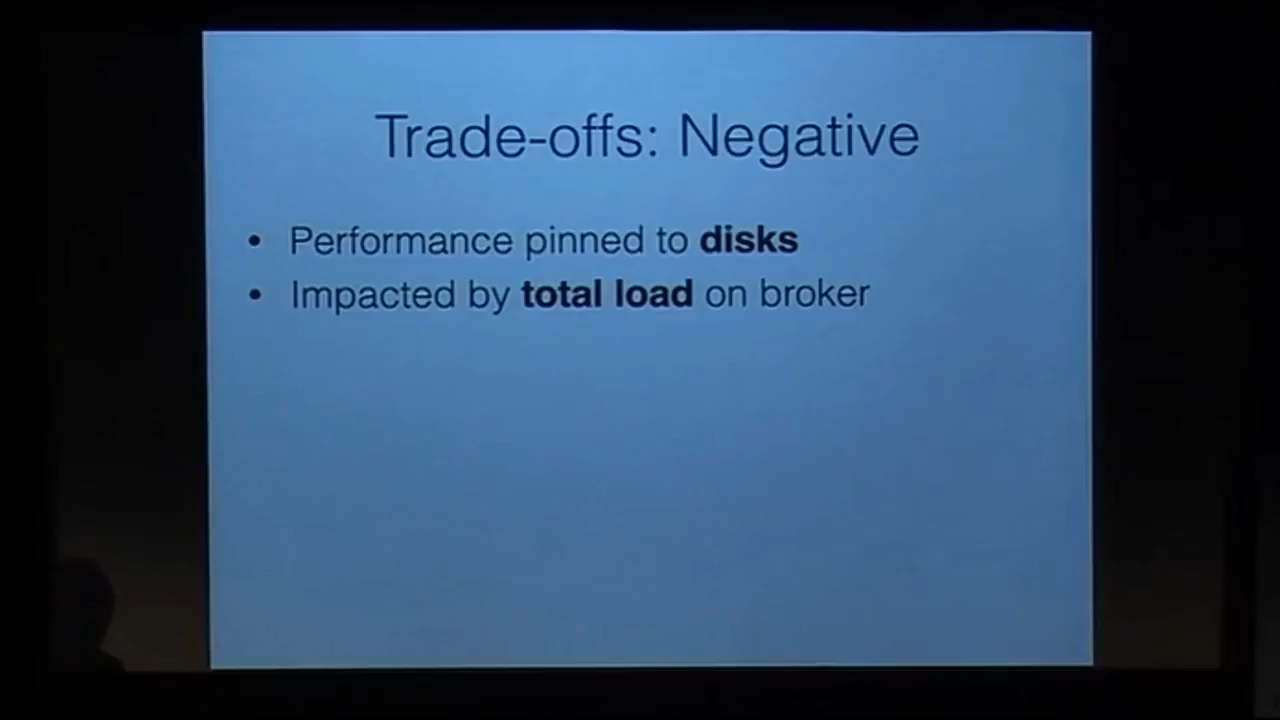 Trade-offs: Negative
• Performance pinned to disks
• Impacted by total load on broker